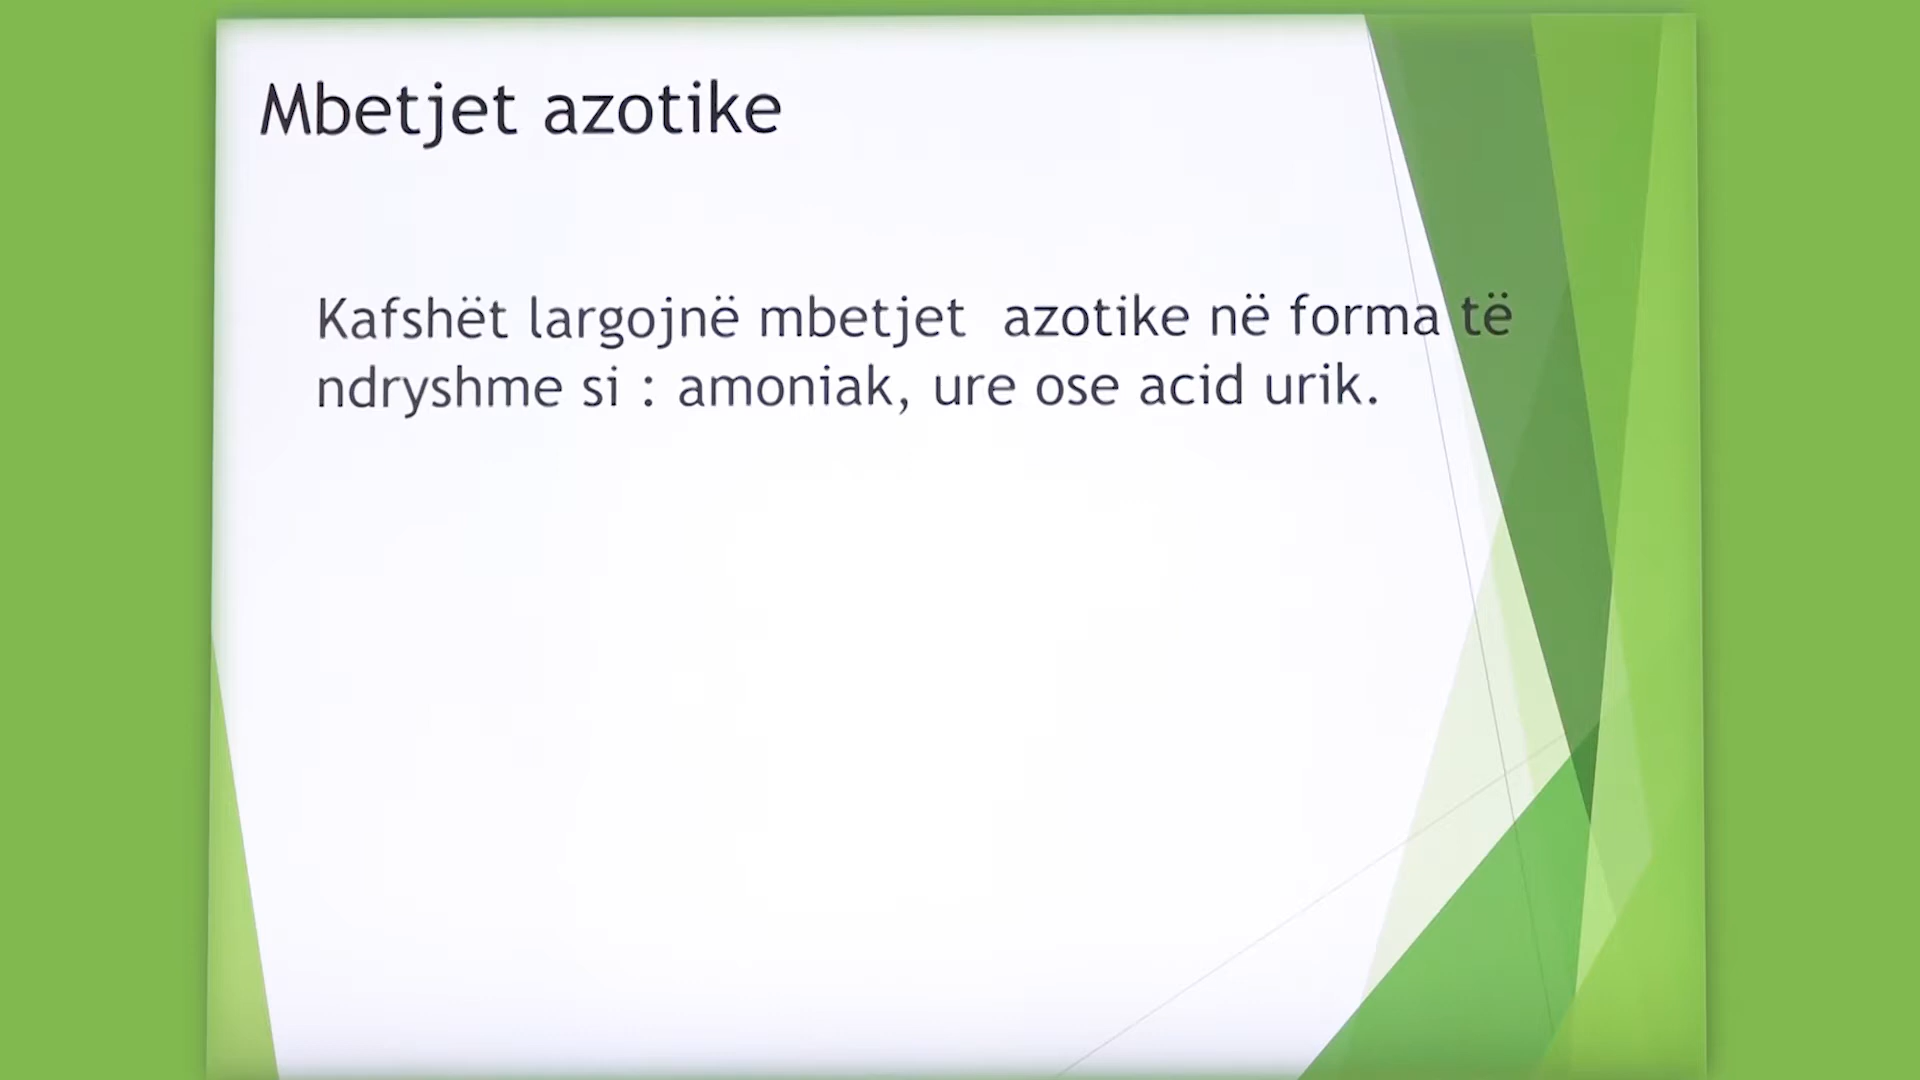 Mbetjet azotike
Kafshët largojnë mbetjet azotike në forma të
ndryshme si : amoniak, ure ose acid urik.